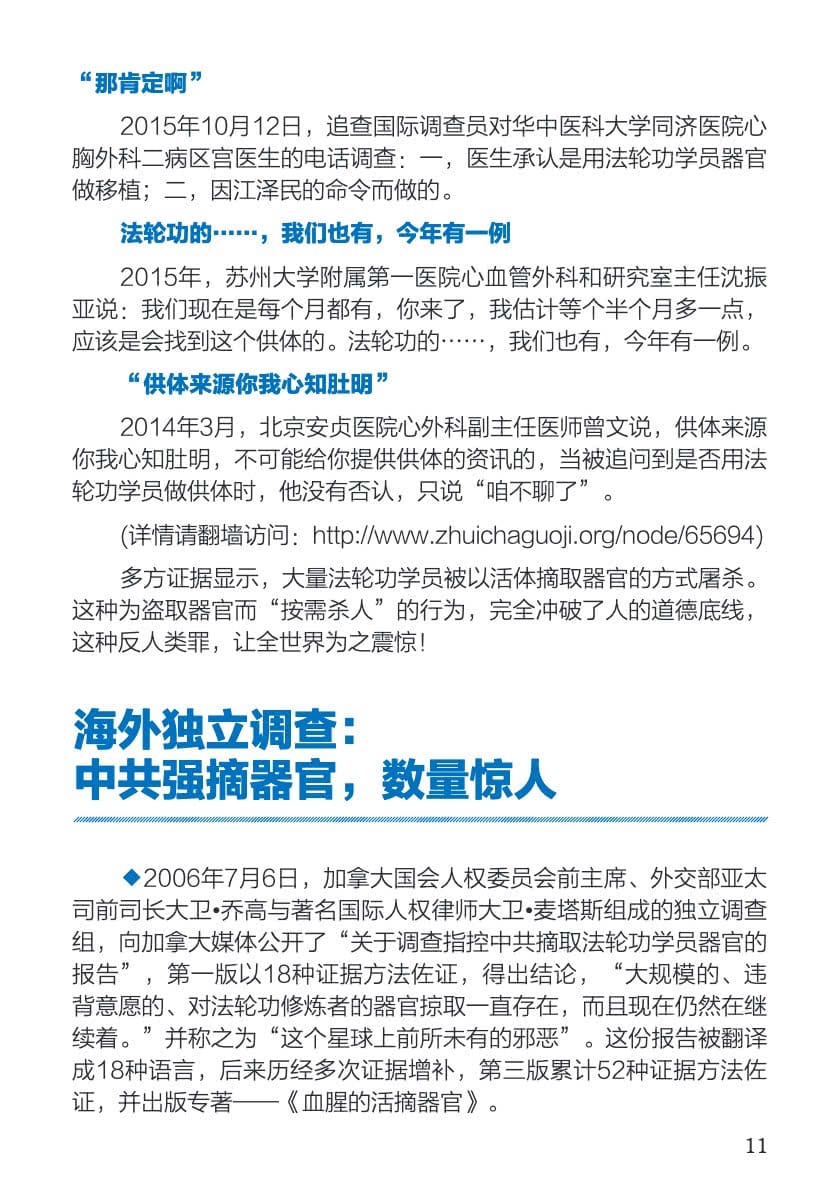 “那肯定啊”
2015年10月12日，追查国际调查员对华中医科大学同济医院心
胸外科二病区宫医生的电话调查：一，医生承认是用法轮功学员器官
做移植；二，因江泽民的命令而做的。
法轮功的……，我们也有，今年有一例
2015年，苏州大学附属第一医院心血管外科和研究室主任沈振
亚说：我们现在是每个月都有，你来了，我估计等个半个月多一点，
应该是会找到这个供体的。法轮功的……，我们也有，今年有一例。
“供体来源你我心知肚明”
2014年3月，北京安贞医院心外科副主任医师曾文说，供体来源
你我心知肚明，不可能给你提供供体的资讯的，当被追问到是否用法
轮功学员做供体时，他没有否认，只说“咱不聊了”。
(详情请翻墙访问：http://www.zhuichaguoji.org/node/65694)
多方证据显示，大量法轮功学员被以活体摘取器官的方式屠杀。
这种为盗取器官而“按需杀人”的行为，完全冲破了人的道德底线，
这种反人类罪，让全世界为之震惊！
海外独立调查：
中共强摘器官，数量惊人
◆2006年7月6日，加拿大国会人权委员会前主席、外交部亚太
司前司长大卫•乔高与著名国际人权律师大卫•麦塔斯组成的独立调查
组，向加拿大媒体公开了“关于调查指控中共摘取法轮功学员器官的
报告”，第一版以18种证据方法佐证，得出结论，“大规模的、违
背意愿的、对法轮功修炼者的器官掠取一直存在，而且现在仍然在继
续着。”并称之为“这个星球上前所未有的邪恶”。这份报告被翻译
成18种语言，后来历经多次证据增补，第三版累计52种证据方法佐
证，并出版专著——《血腥的活摘器官》。
11